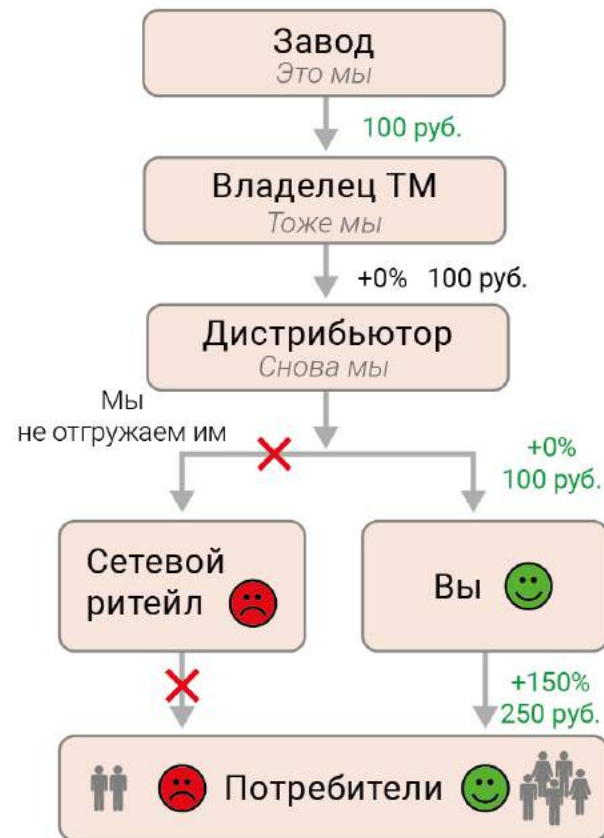 Завод
Это мы
100 руб.
Владелец ТМ
Тоже мы
+0% 100 руб.
Дистрибьютор
Снова мы
Мы
не отгружаем им
+0%
100 руб.
Сетевой
ритейл
Вы
+150%
250 руб.
Потребители